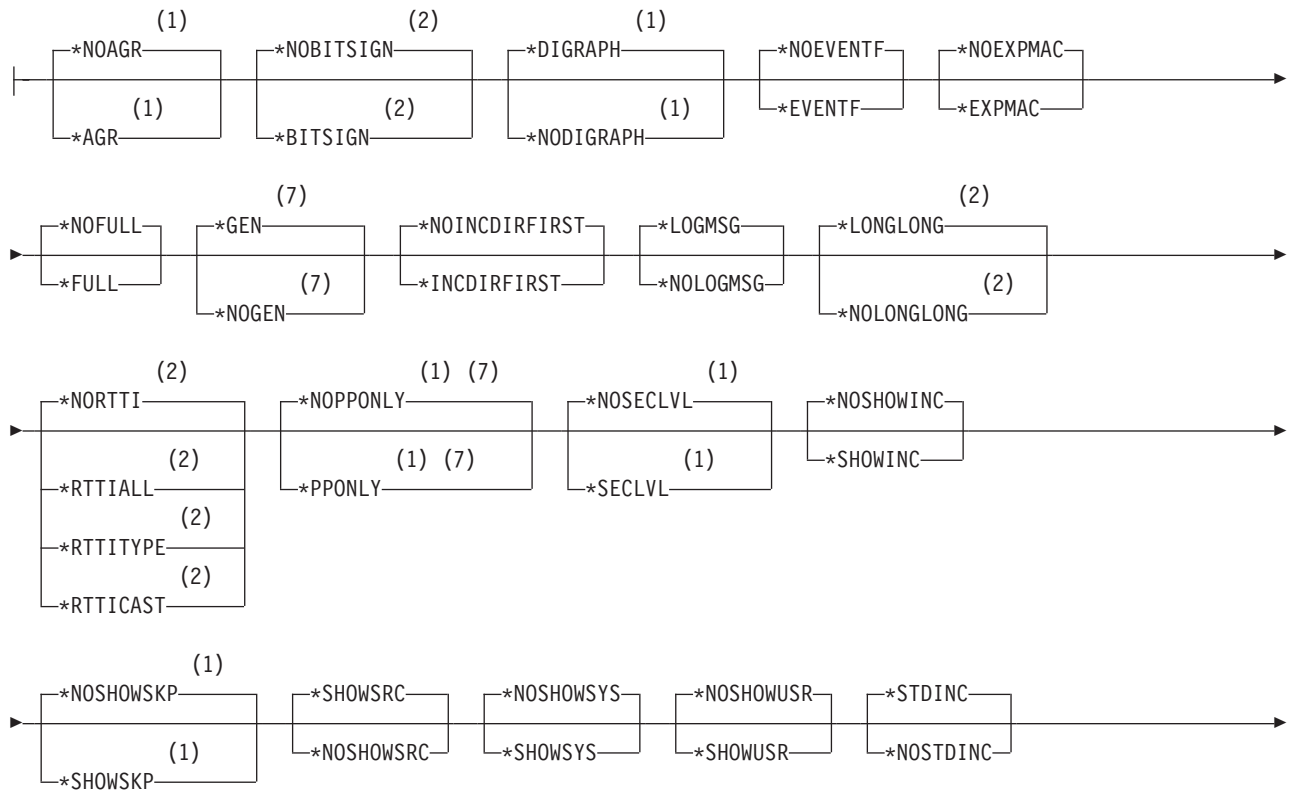 (1) (2) (1)
*NOAGR *NOBITSIGN *DIGRAPH *NOEVENTF *NOEXPMAC
(1) (2) (1) *EVENTF *EXPMAC
*AGR *BITSIGN *NODIGRAPH
(7) (2)
*NOFULL *GEN *NOINCDIRFIRST *LOGMSG *LONGLONG
*FULL (7) *INCDIRFIRST *NOLOGMSG (2)
*NOGEN *NOLONGLONG
(2) (1) (7) (1)
*NORTTI *NOPPONLY *NOSECLVL *NOSHOWINC
(2) (1) (7) (1) *SHOWINC
*RTTIALL *PPONLY *SECLVL
(2)
*RTTITYPE
(2)
*RTTICAST
(1)
*NOSHOWSKP *SHOWSRC *NOSHOWSYS *NOSHOWUSR *STDINC
(1) *NOSHOWSRC *SHOWSYS *SHOWUSR *NOSTDINC
*SHOWSKP